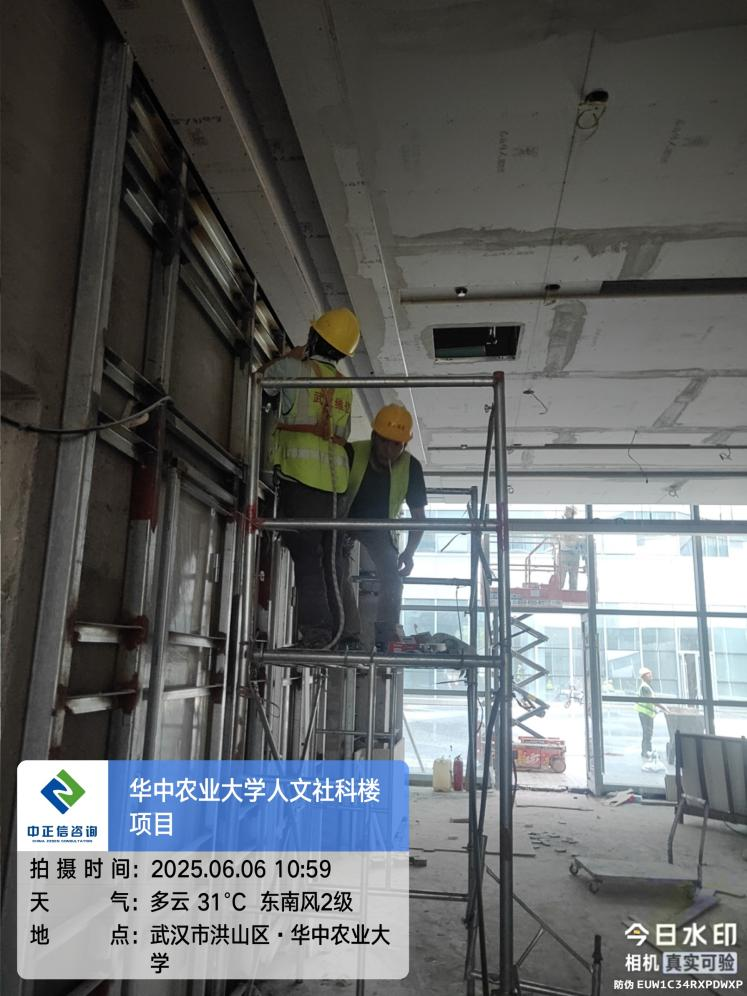 中正信咨询
CHINA ZOSEN CONSULTATION
华中农业大学人文社科楼
项目
拍摄时间: 2025.06.06 10:59
天气: 多云 31°C 东南风2级
地点: 武汉市洪山区·华中农业大
学
今日水印
相机 真实可验
防伪 EUW1C34RXPDWXP